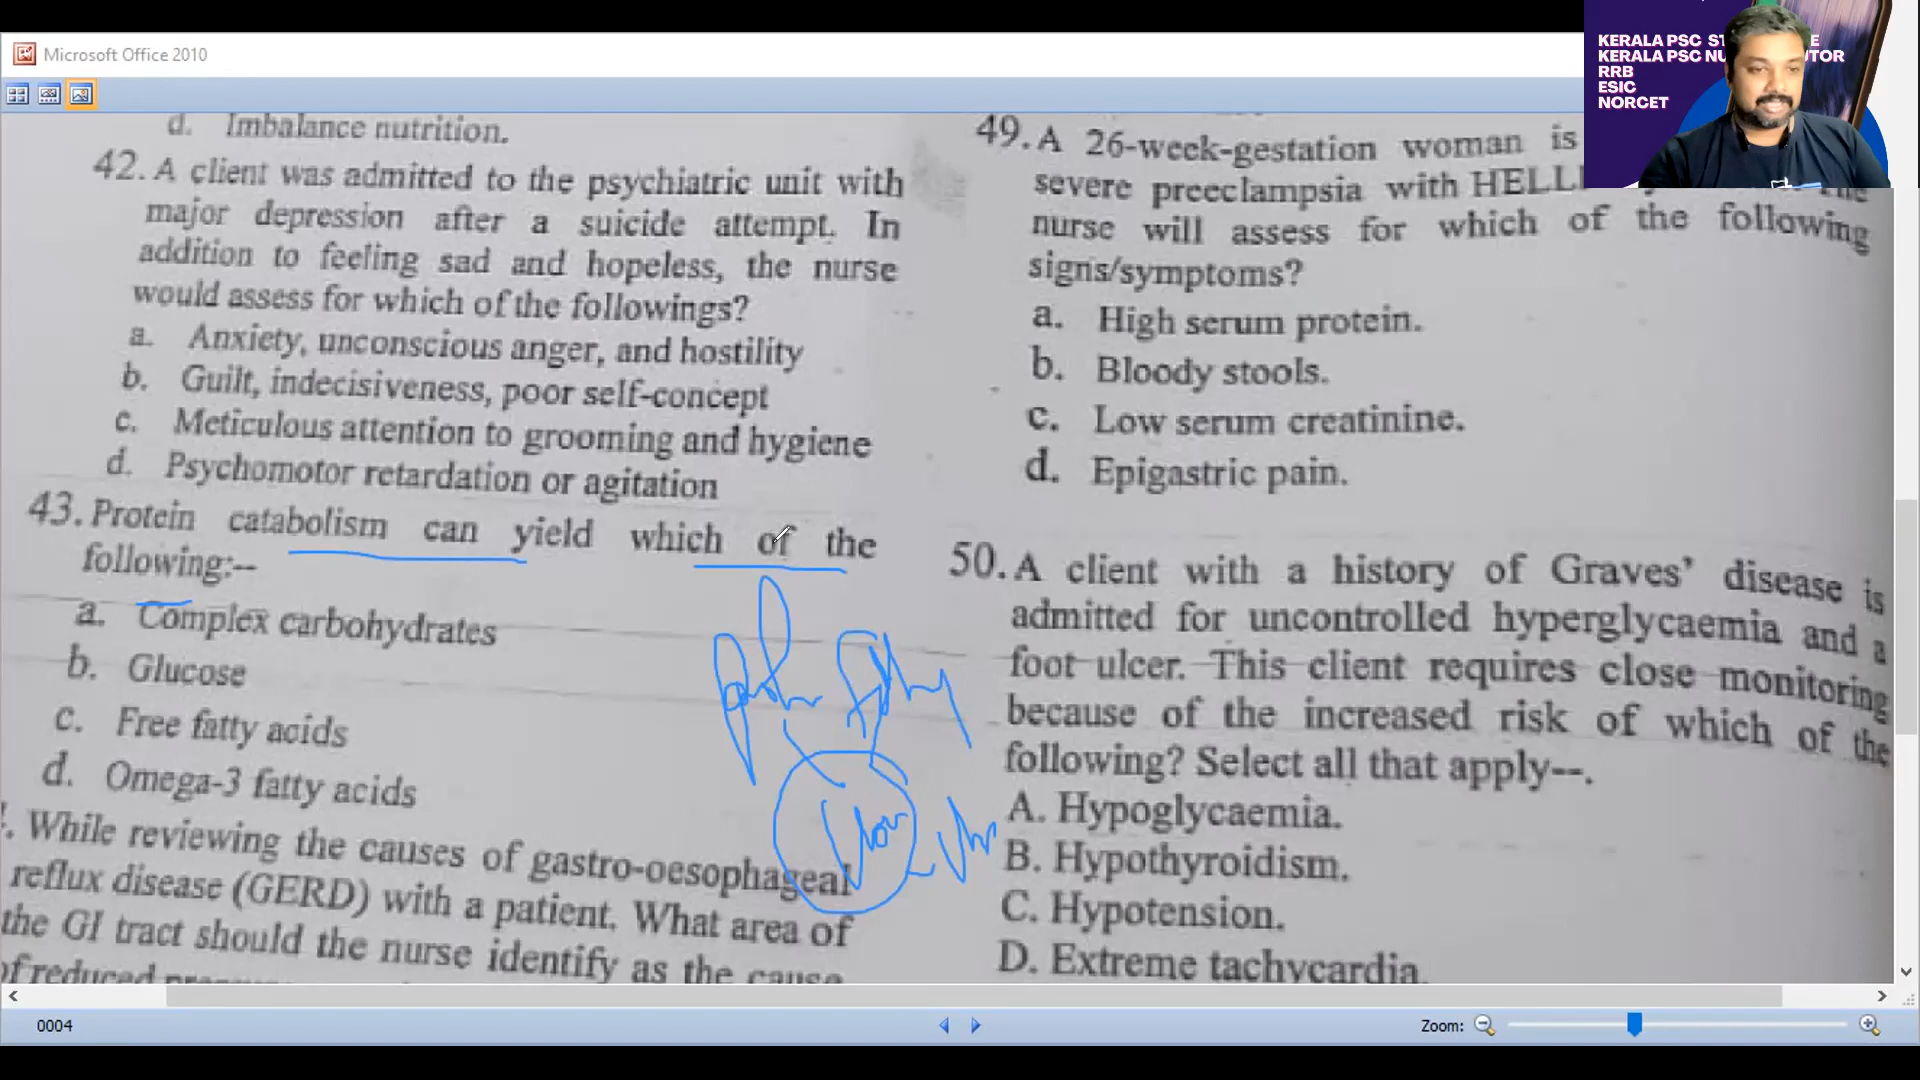 Microsoft Office 2010
KERALA PSC
KERALA PSC
RRB
ESIC
NORCET
d. Imbalance nutrition.
42. A client was admitted to the psychiatric unit with
major depression after a suicide attempt. In
addition to feeling sad and hopeless, the nurse
would assess for which of the followings?
a. Anxiety, unconscious anger, and hostility
b. Guilt, indecisiveness, poor self-concept
c. Meticulous attention to grooming and hygiene
d. Psychomotor retardation or agitation
43. Protein catabolism can yield which of the
following:--
a. Complex carbohydrates
b. Glucose
c. Free fatty acids
d. Omega-3 fatty acids
. While reviewing the causes of gastro-oesophageal
reflux disease (GERD) with a patient. What area of
the GI tract should the nurse identify as the cause
of reduced
49. A 26-week-gestation woman is
severe preeclampsia with
nurse will assess for which of the following
signs/symptoms?
a. High serum protein.
b. Bloody stools.
c. Low serum creatinine.
d. Epigastric pain.
50. A client with a history of Graves' disease is
admitted for uncontrolled hyperglycaemia and a
foot ulcer. This client requires close monitoring
because of the increased risk of which of the
following? Select all that apply--.
A. Hypoglycaemia.
B. Hypothyroidism.
C. Hypotension.
D. Extreme tachycardia.
0004
Zoom: